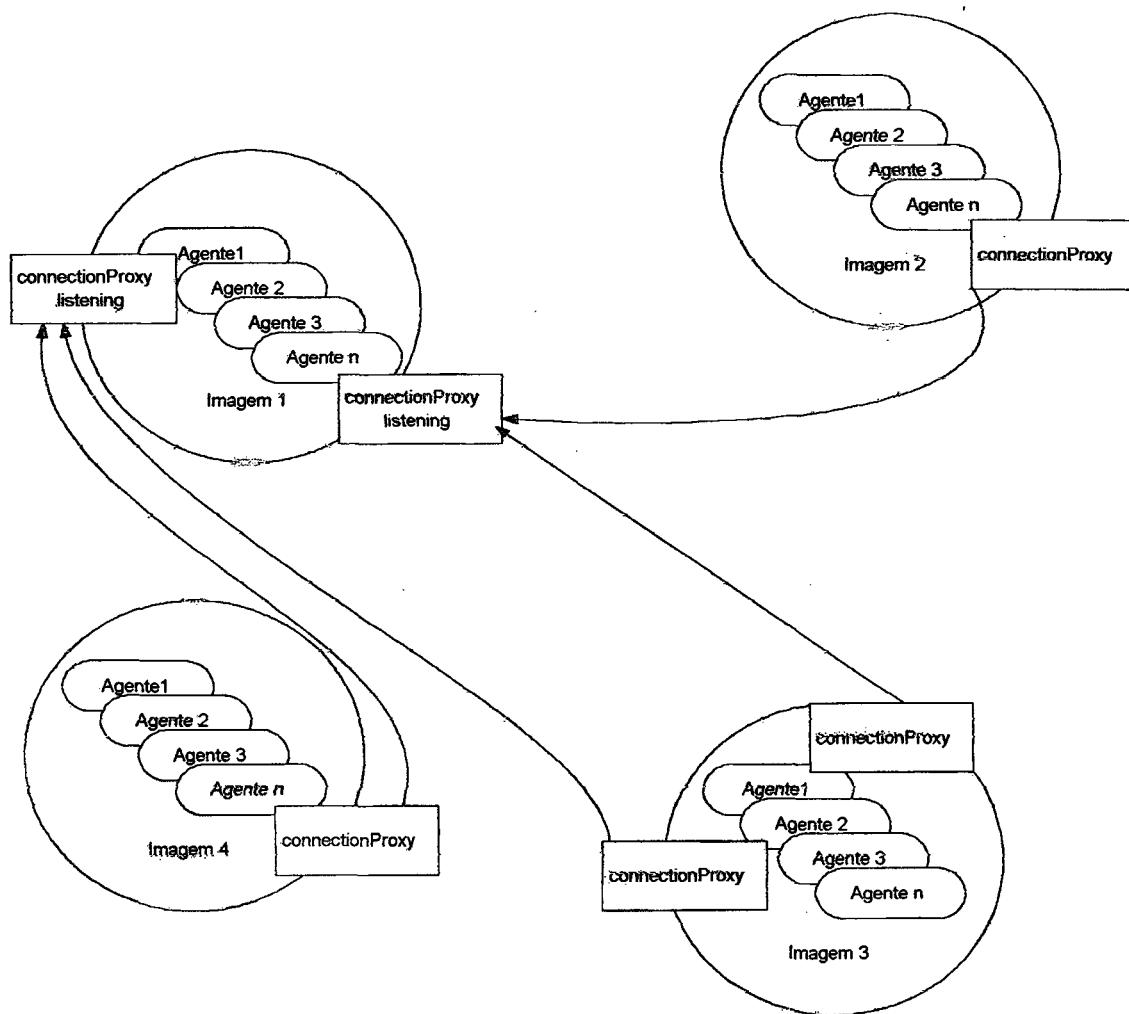 Agente1
Agente 2
Agente 3
Agente n
Imagem 2
connectionProxy
connectionProxy
listening
Agente1
Agente 2
Agente 3
Agente n
Imagem 1
connectionProxy
listening
Agente1
Agente 2
Agente 3
Agente n
Imagem 4
connectionProxy
connectionProxy
Agente1
Agente 2
Agente 3
Agente n
connectionProxy
Imagem 3